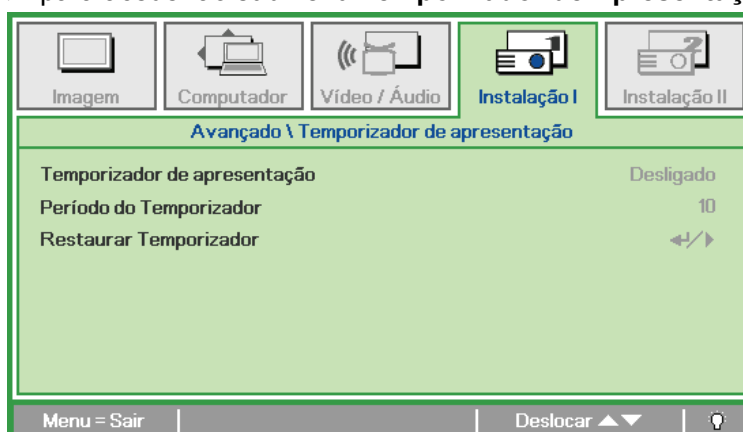 Imagem
Computador
Vídeo / Áudio
Instalação I
Instalação II
Avançado \ Temporizador de apresentação
Temporizador de apresentação Desligado
Período do Temporizador 10
Restaurar Temporizador ↵/▶
Menu = Sair Deslocar ▲▼